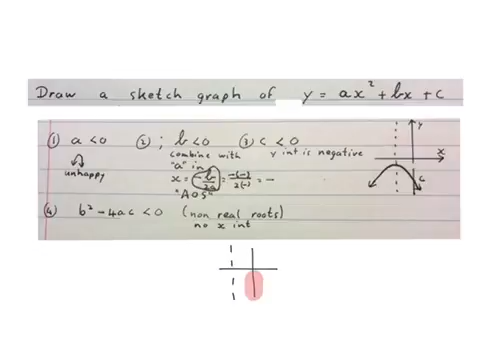 Draw a sketch graph of y = ax² + bx + c
① a < 0 ② ; b < 0 ③ c < 0
combine with y int is negative
"a" in
unhappy x = -b/2a = -(-)/2(-) = -
"AOS"
④ b² - 4ac < 0 (non real roots)
no x int
y
x
c